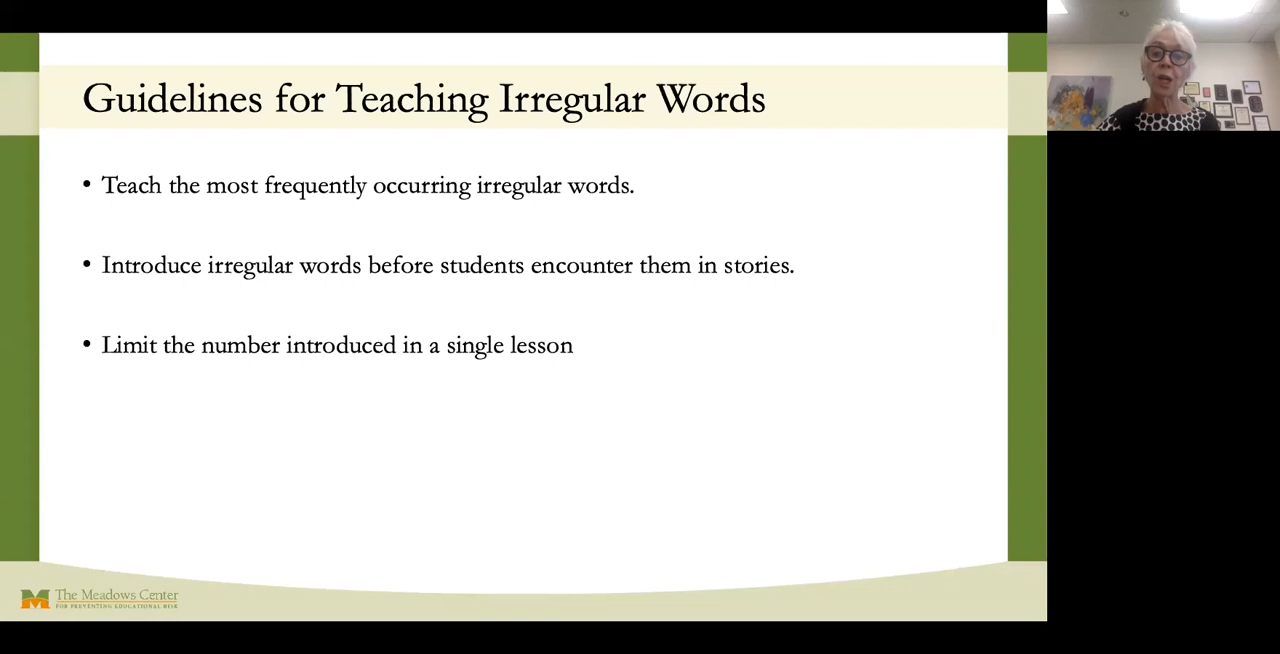 Guidelines for Teaching Irregular Words
• Teach the most frequently occurring irregular words.
• Introduce irregular words before students encounter them in stories.
• Limit the number introduced in a single lesson
The Meadows Center
FOR PREVENTING EDUCATIONAL RISK